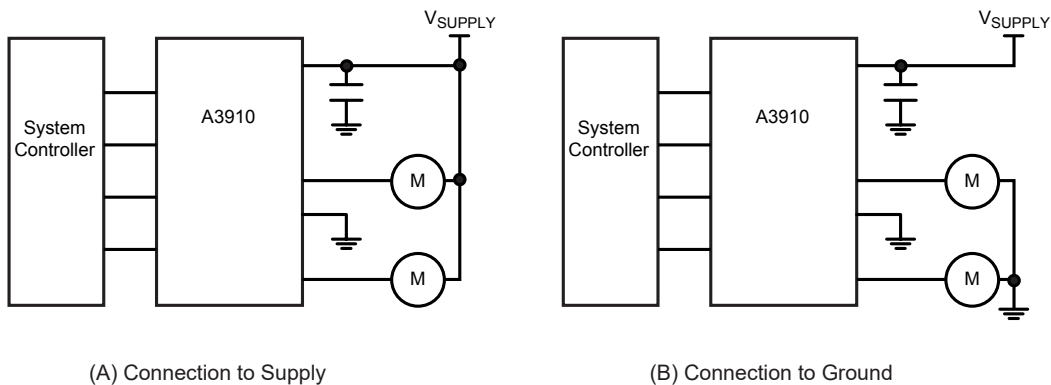 VSUPPLY
System
Controller
A3910
M
M
(A) Connection to Supply
VSUPPLY
System
Controller
A3910
M
M
(B) Connection to Ground